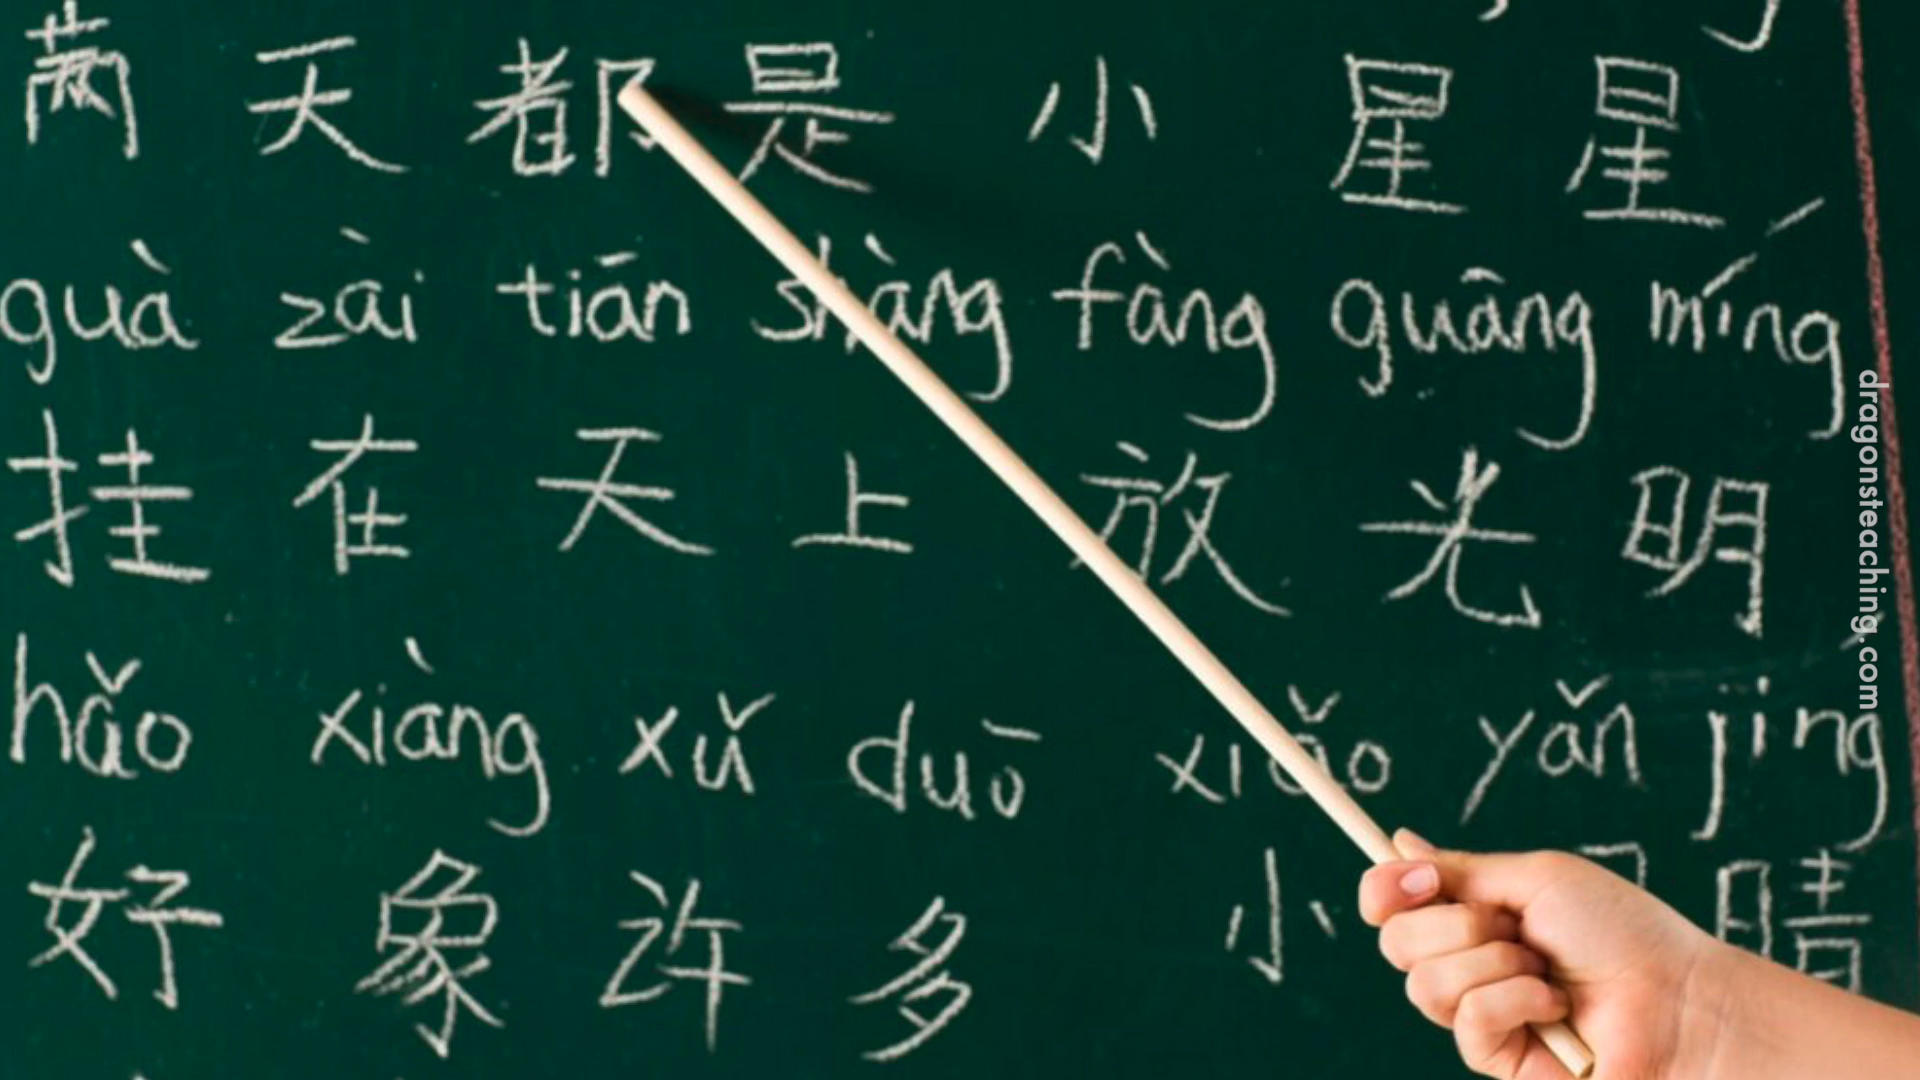 天都是小星星
guà zài tiān shàng fàng guāng míng
挂在天上放光明
hǎo xiàng xǔ duō xiǎo yǎn jīng
好象许多小睛
dragonsteaching.com